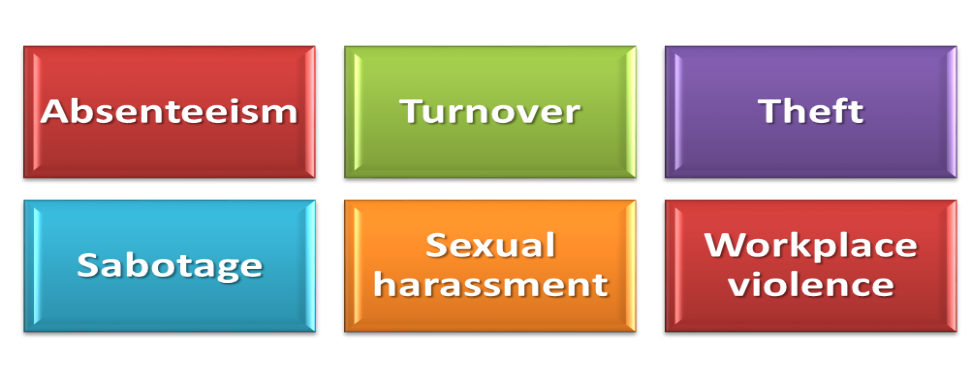 Absenteeism
Turnover
Theft
Sabotage
Sexual
harassment
Workplace
violence